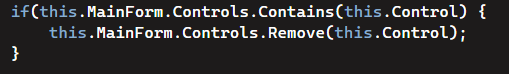 if(this.MainForm.Controls.Contains(this.Control) {
    this.MainForm.Controls.Remove(this.Control);
}